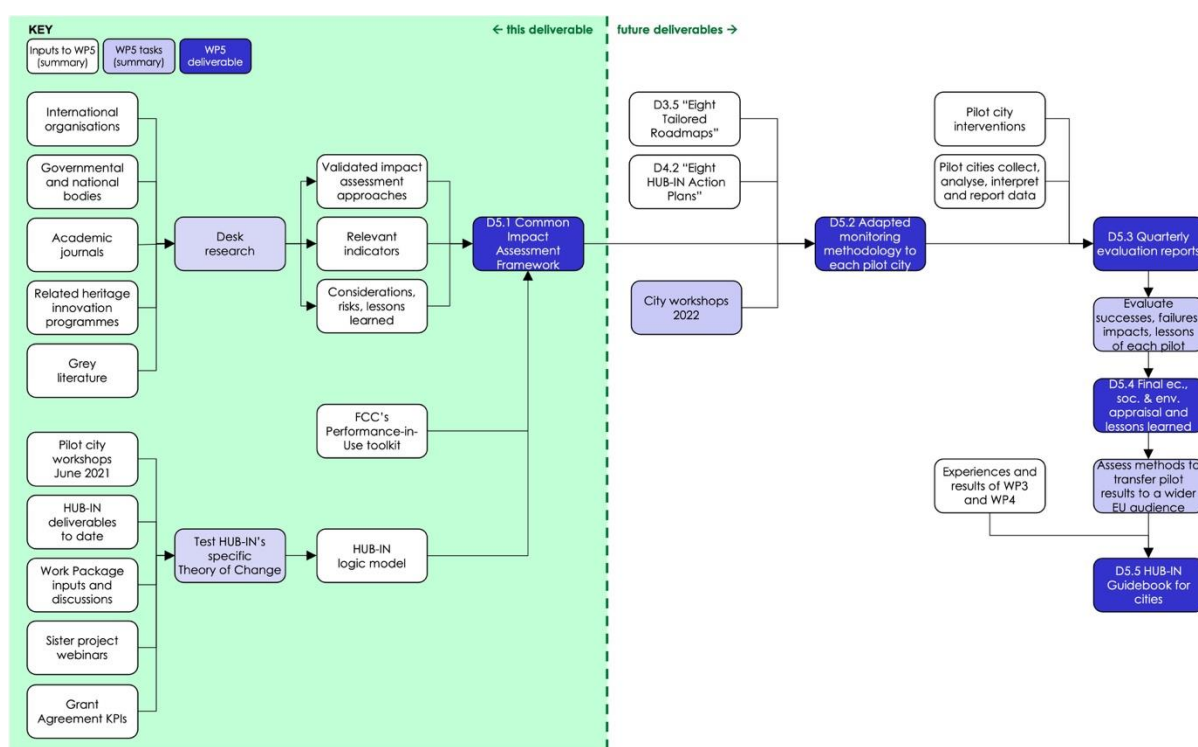 KEY
← this deliverable
future deliverables →
Inputs to WP5
(summary)
WP5 tasks
(summary)
WP5
deliverable
International
organisations
Governmental
and national
bodies
Academic
journals
Related heritage
innovation
programmes
Grey
literature
Desk
research
Validated impact
assessment
approaches
Relevant
indicators
Considerations,
risks, lessons
learned
D5.1 Common
Impact
Assessment
Framework
FCC's
Performance-in-
Use toolkit
Pilot city
workshops
June 2021
HUB-IN
deliverables
to date
Work Package
inputs and
discussions
Sister project
webinars
Grant
Agreement KPIs
Test HUB-IN's
specific
Theory of Change
HUB-IN
logic model
D3.5 “Eight
Tailored
Roadmaps”
D4.2 “Eight
HUB-IN Action
Plans”
City workshops
2022
D5.2 Adapted
monitoring
methodology to
each pilot city
Pilot city
interventions
Pilot cities collect,
analyse, interpret
and report data
D5.3 Quarterly
evaluation reports
Evaluate
successes, failures
impacts, lessons
of each pilot
D5.4 Final ec.,
soc. & env.
appraisal and
lessons learned
Experiences and
results of WP3
and WP4
Assess methods to
transfer pilot
results to a wider
EU audience
D5.5 HUB-IN
Guidebook for
cities